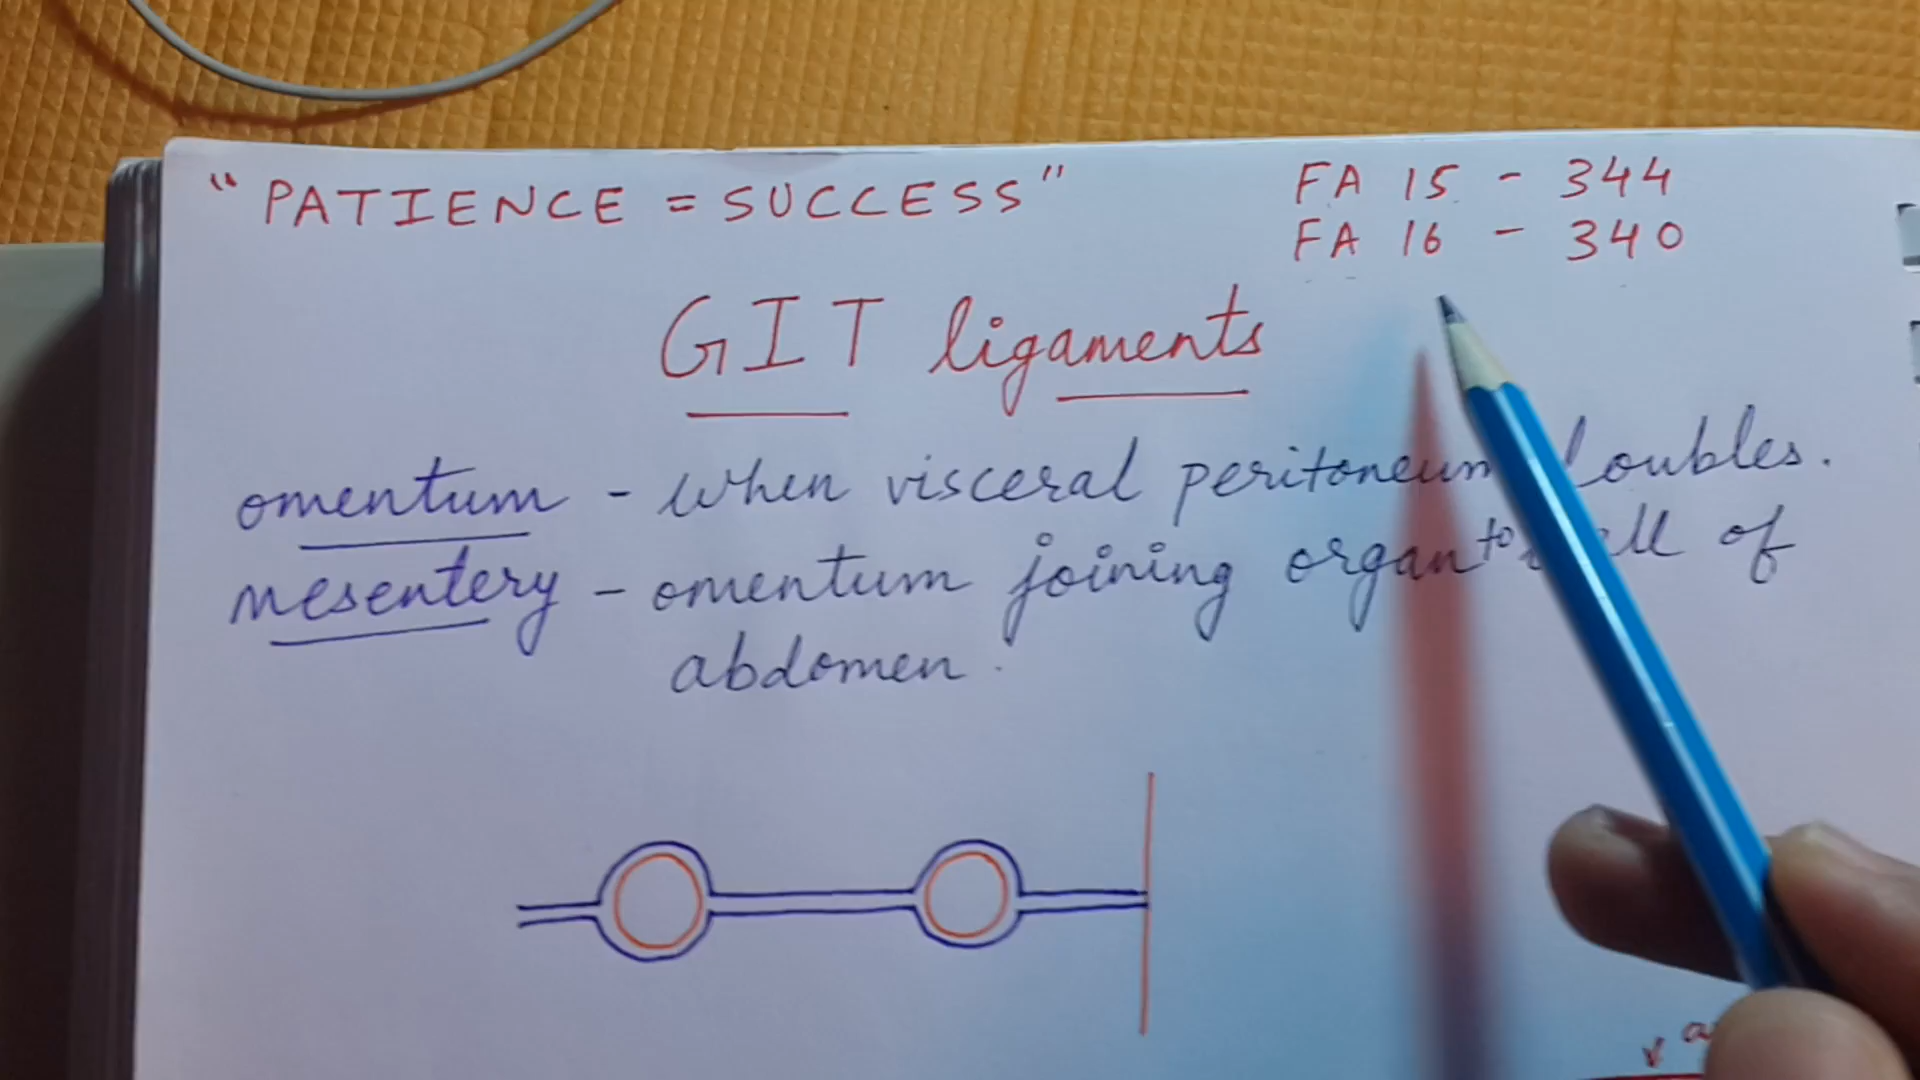 "PATIENCE = SUCCESS"
FA 15 - 344
FA 16 - 340
GIT ligaments
omentum - when visceral peritoneum doubles.
mesentery - omentum joining organ to wall of
abdomen.